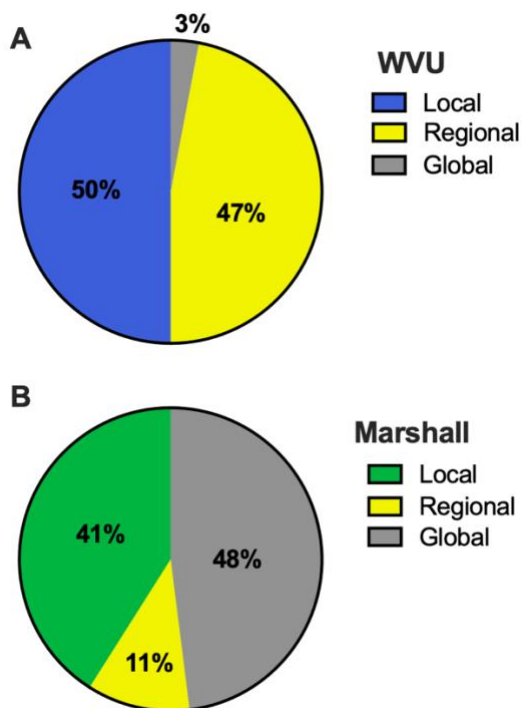 A
3%
WVU
Local
Regional
Global
50%
47%
B
Marshall
Local
Regional
Global
41%
48%
11%